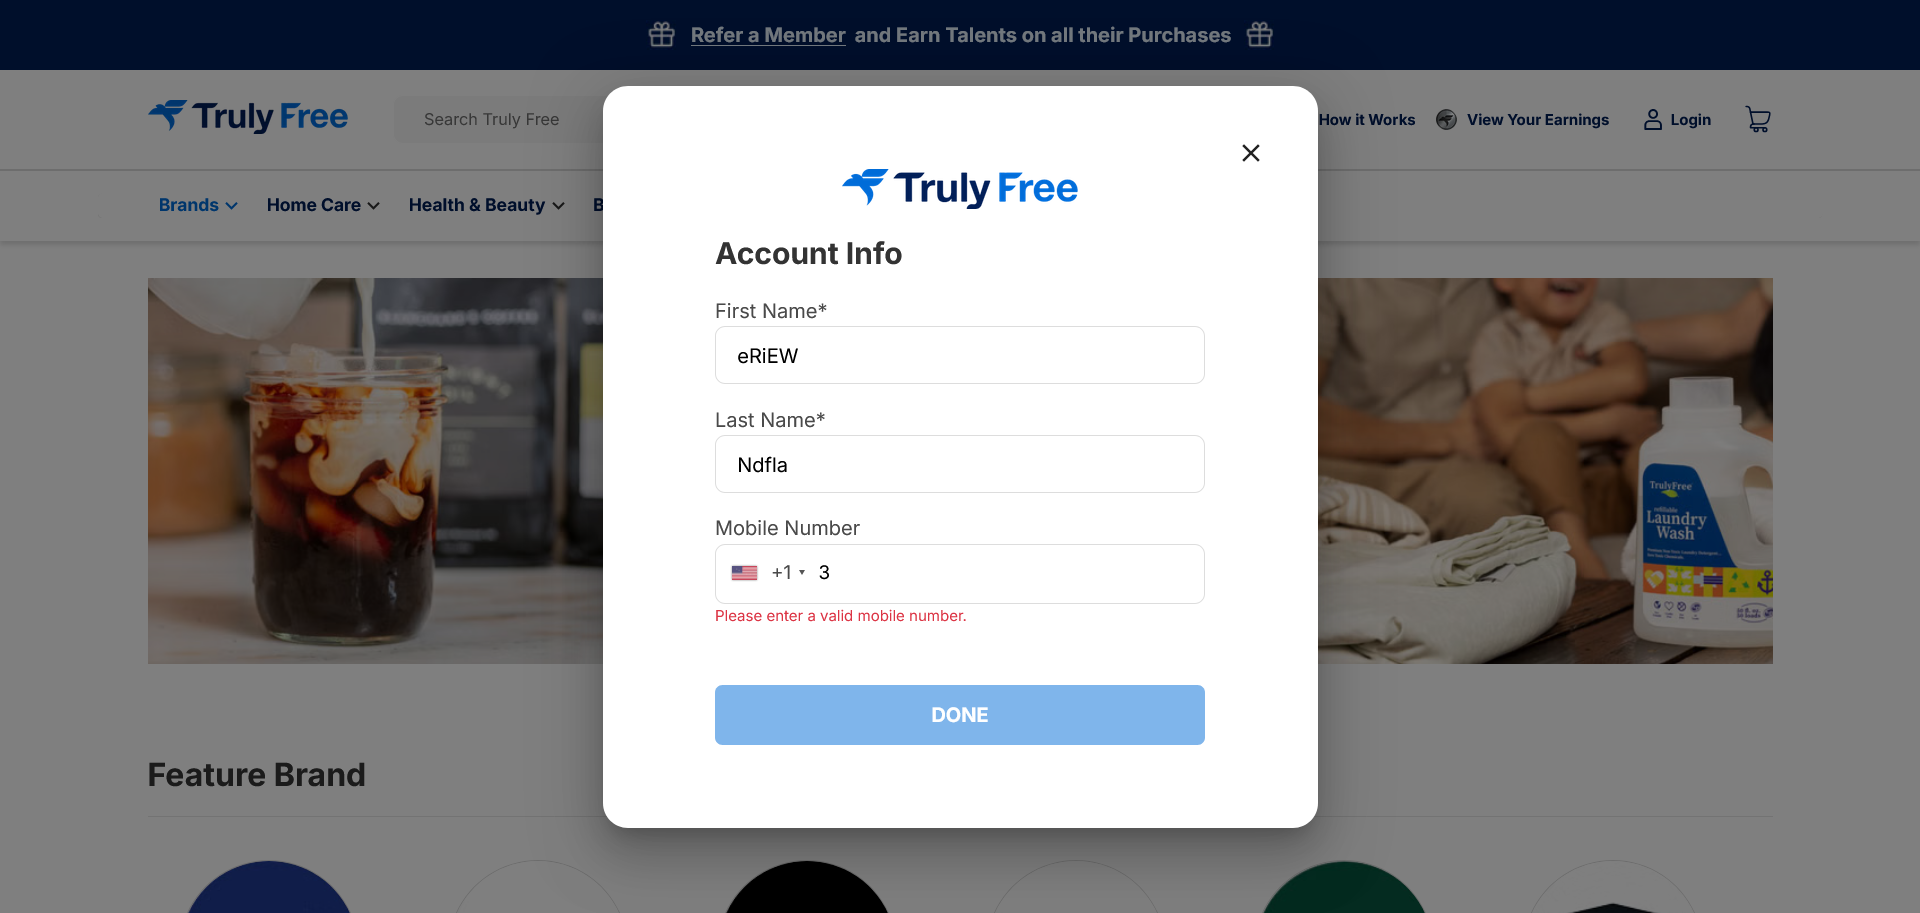 Refer a Member and Earn Talents on all their Purchases
Truly Free
Search Truly Free
How it Works
View Your Earnings
Login
Brands
Home Care
Health & Beauty
B
Truly Free
Account Info
First Name*
eRiEW
Last Name*
Ndfla
Mobile Number
+1 3
Please enter a valid mobile number.
DONE
TrulyFree
refillable
Laundry
Wash
Feature Brand